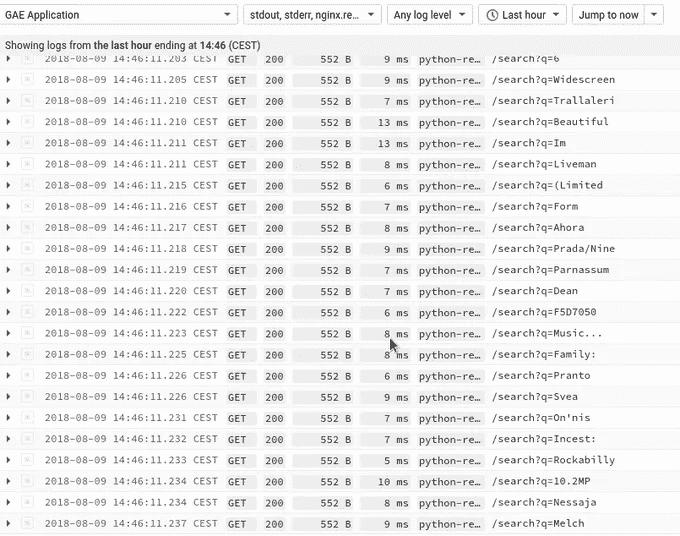 GAE Application stdout, stderr, nginx.re... Any log level Last hour Jump to now
Showing logs from the last hour ending at 14:46 (CEST)
2018-08-09 14:46:11.203 CEST GET 200 552 B 9 ms python-re… /search?q=6
2018-08-09 14:46:11.205 CEST GET 200 552 B 9 ms python-re… /search?q=Widescreen
2018-08-09 14:46:11.210 CEST GET 200 552 B 7 ms python-re… /search?q=Trallaleri
2018-08-09 14:46:11.210 CEST GET 200 552 B 13 ms python-re… /search?q=Beautiful
2018-08-09 14:46:11.211 CEST GET 200 552 B 13 ms python-re… /search?q=Im
2018-08-09 14:46:11.211 CEST GET 200 552 B 8 ms python-re… /search?q=Liveman
2018-08-09 14:46:11.215 CEST GET 200 552 B 6 ms python-re… /search?q=(Limited
2018-08-09 14:46:11.216 CEST GET 200 552 B 7 ms python-re… /search?q=Form
2018-08-09 14:46:11.217 CEST GET 200 552 B 8 ms python-re… /search?q=Ahora
2018-08-09 14:46:11.218 CEST GET 200 552 B 9 ms python-re… /search?q=Prada/Nine
2018-08-09 14:46:11.219 CEST GET 200 552 B 7 ms python-re… /search?q=Parnassum
2018-08-09 14:46:11.220 CEST GET 200 552 B 7 ms python-re… /search?q=Dean
2018-08-09 14:46:11.222 CEST GET 200 552 B 6 ms python-re… /search?q=F5D7050
2018-08-09 14:46:11.223 CEST GET 200 552 B 8 ms python-re… /search?q=Music...
2018-08-09 14:46:11.225 CEST GET 200 552 B 8 ms python-re… /search?q=Family:
2018-08-09 14:46:11.226 CEST GET 200 552 B 6 ms python-re… /search?q=Pranto
2018-08-09 14:46:11.226 CEST GET 200 552 B 9 ms python-re… /search?q=Svea
2018-08-09 14:46:11.231 CEST GET 200 552 B 7 ms python-re… /search?q=On'nis
2018-08-09 14:46:11.232 CEST GET 200 552 B 7 ms python-re… /search?q=Incest:
2018-08-09 14:46:11.233 CEST GET 200 552 B 5 ms python-re… /search?q=Rockabilly
2018-08-09 14:46:11.234 CEST GET 200 552 B 10 ms python-re… /search?q=10.2MP
2018-08-09 14:46:11.234 CEST GET 200 552 B 8 ms python-re… /search?q=Nessaja
2018-08-09 14:46:11.237 CEST GET 200 552 B 9 ms python-re… /search?q=Melch